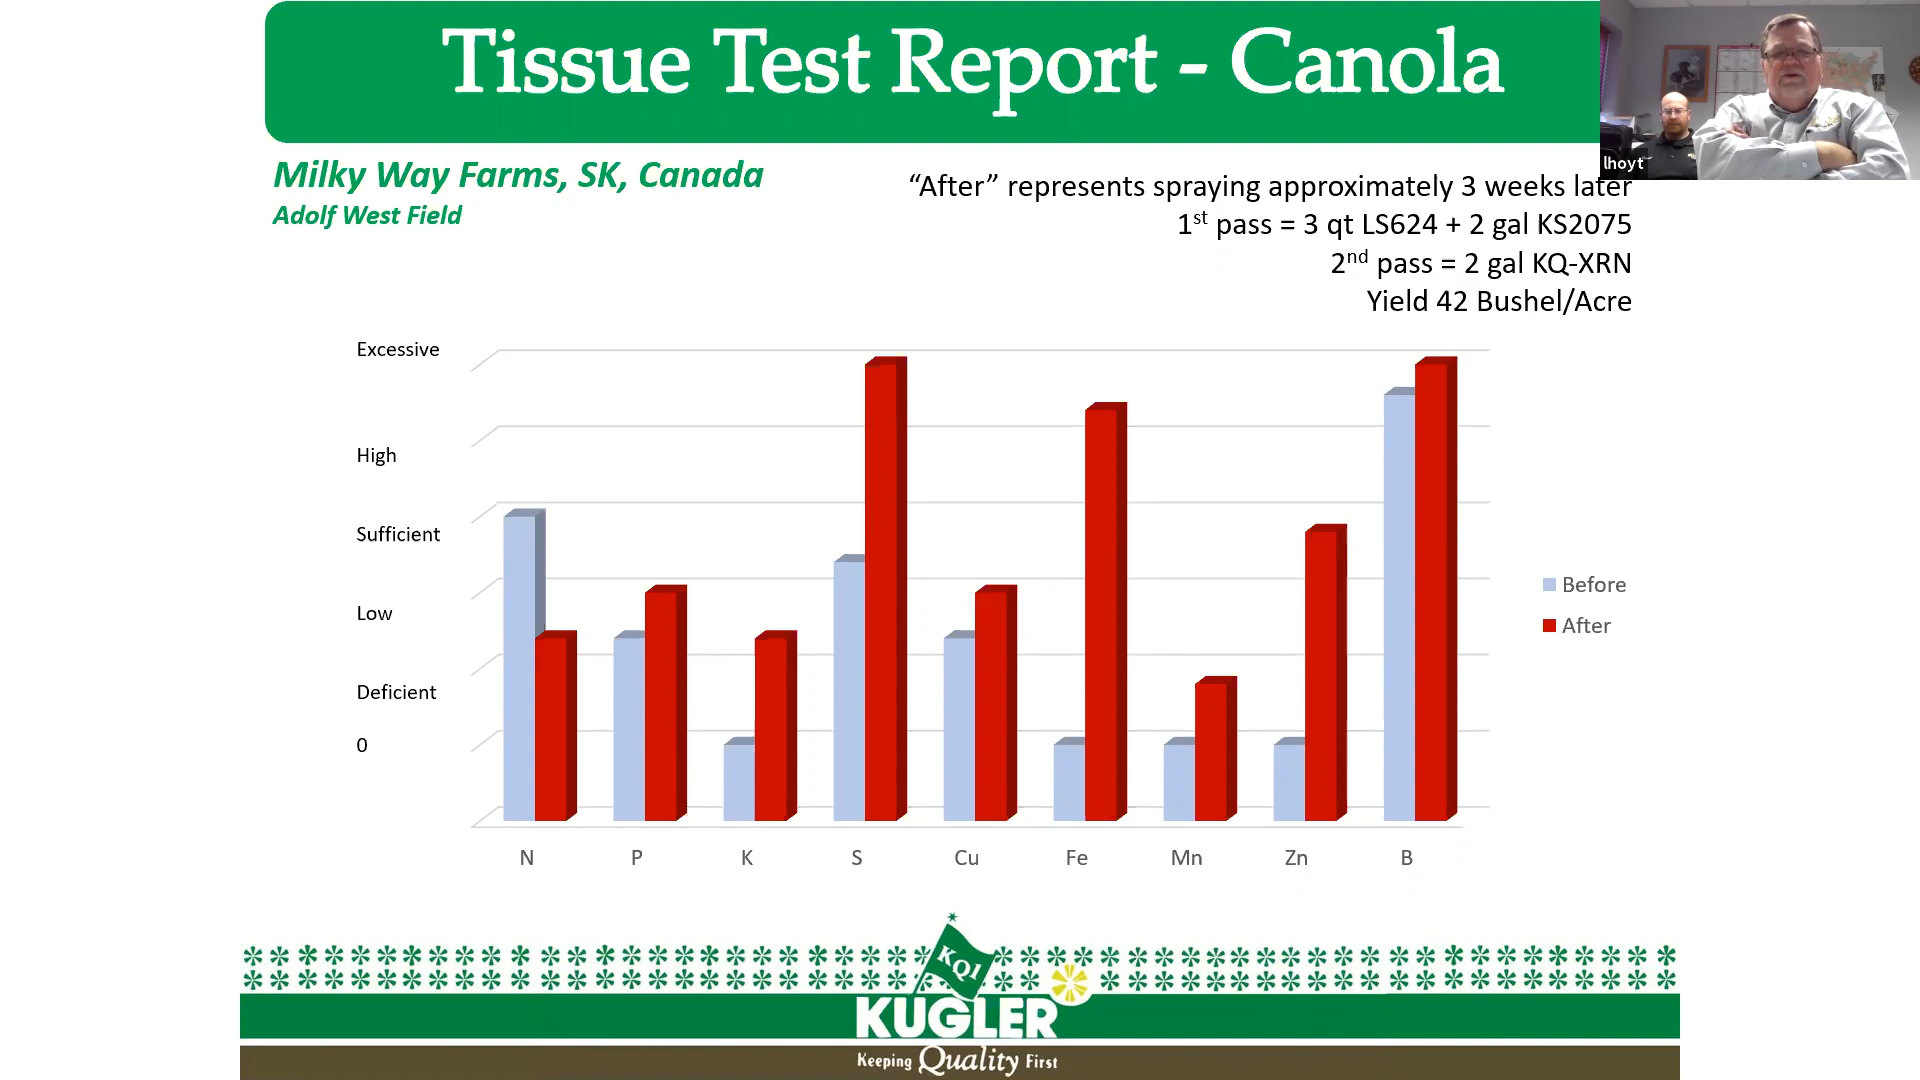 Tissue Test Report - Canola
lhoyt
Milky Way Farms, SK, Canada
Adolf West Field
“After” represents spraying approximately 3 weeks later
1st pass = 3 qt LS624 + 2 gal KS2075
2nd pass = 2 gal KQ-XRN
Yield 42 Bushel/Acre
Excessive
High
Sufficient
Low
Deficient
0
Before
After
N P K S Cu Fe Mn Zn B
KQ1
KUGLER
Keeping Quality First